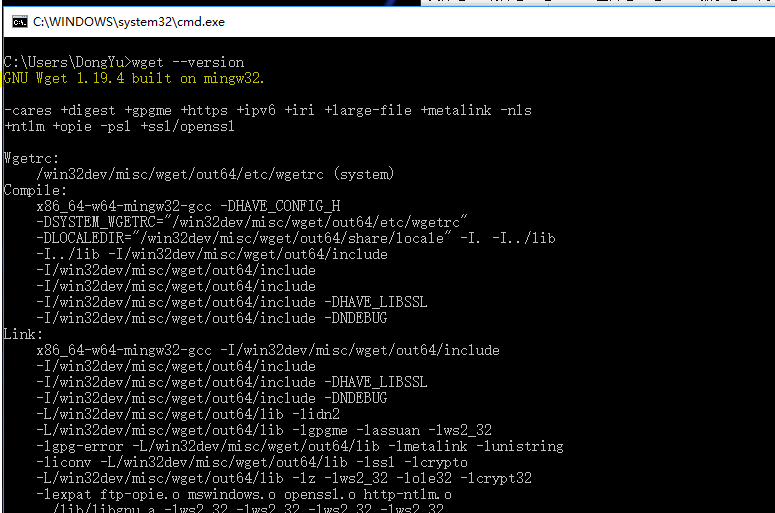 C:\WINDOWS\system32\cmd.exe
C:\Users\DongYu>wget --version
GNU Wget 1.19.4 built on mingw32.
-cares +digest +gpgme +https +ipv6 +iri +large-file +metalink -nls
+ntlm +opie -psl +ssl/openssl
Wgetrc:
    /win32dev/misc/wget/out64/etc/wgetrc (system)
Compile:
    x86_64-w64-mingw32-gcc -DHAVE_CONFIG_H
    -DSYSTEM_WGETRC="/win32dev/misc/wget/out64/etc/wgetrc"
    -DLOCALEDIR="/win32dev/misc/wget/out64/share/locale" -I. -I../lib
    -I../lib -I/win32dev/misc/wget/out64/include
    -I/win32dev/misc/wget/out64/include
    -I/win32dev/misc/wget/out64/include
    -I/win32dev/misc/wget/out64/include -DHAVE_LIBSSL
    -I/win32dev/misc/wget/out64/include -DNDEBUG
Link:
    x86_64-w64-mingw32-gcc -I/win32dev/misc/wget/out64/include
    -I/win32dev/misc/wget/out64/include
    -I/win32dev/misc/wget/out64/include -DHAVE_LIBSSL
    -I/win32dev/misc/wget/out64/include -DNDEBUG
    -L/win32dev/misc/wget/out64/lib -lidn2
    -L/win32dev/misc/wget/out64/lib -lgpgme -lassuan -lws2_32
    -lgpg-error -L/win32dev/misc/wget/out64/lib -lmetalink -lunistring
    -liconv -L/win32dev/misc/wget/out64/lib -lssl -lcrypto
    -L/win32dev/misc/wget/out64/lib -lz -lws2_32 -lole32 -lcrypt32
    -lexpat ftp-opie.o mswindows.o openssl.o http-ntlm.o
    ../lib/libgnu.a -lws2_32 -lws2_32 -lws2_32 -lws2_32